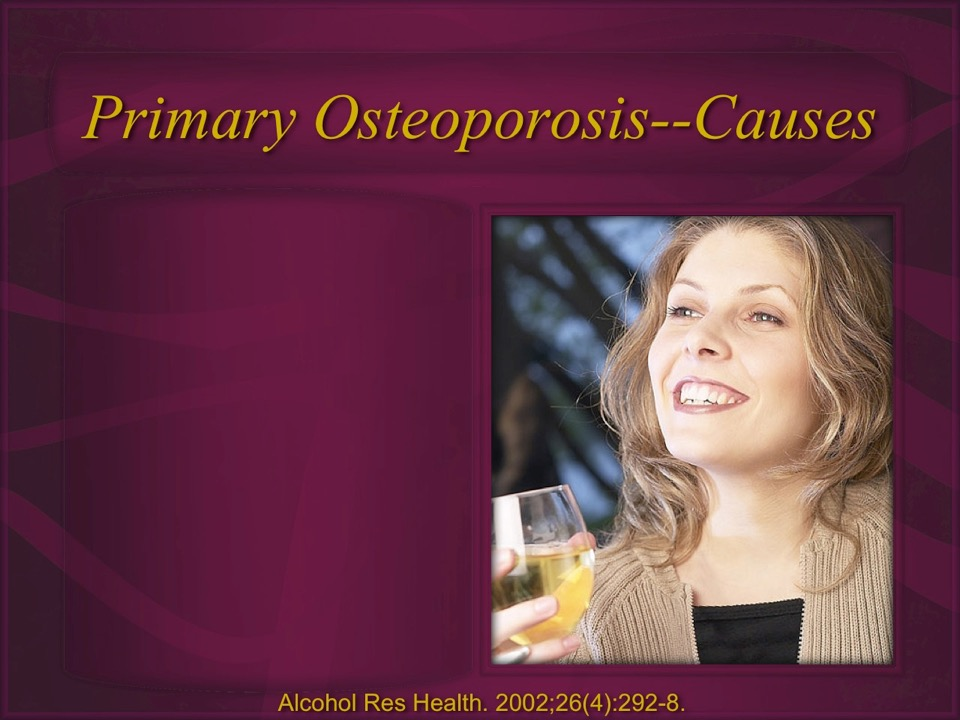 Primary Osteoporosis--Causes
Alcohol Res Health. 2002;26(4):292-8.